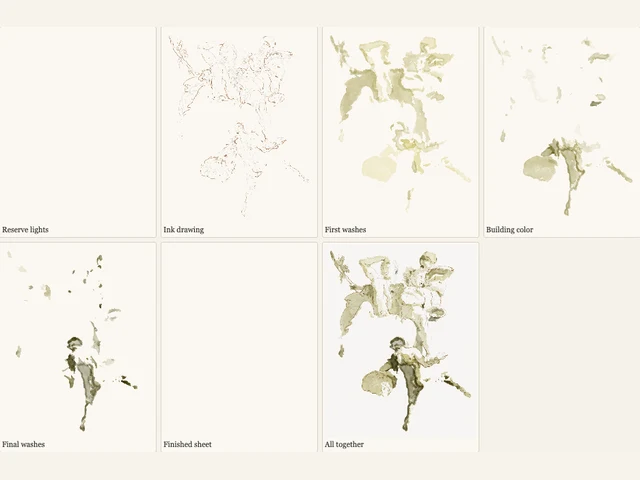 Reserve lights
Ink drawing
First washes
Building color
Final washes
Finished sheet
All together